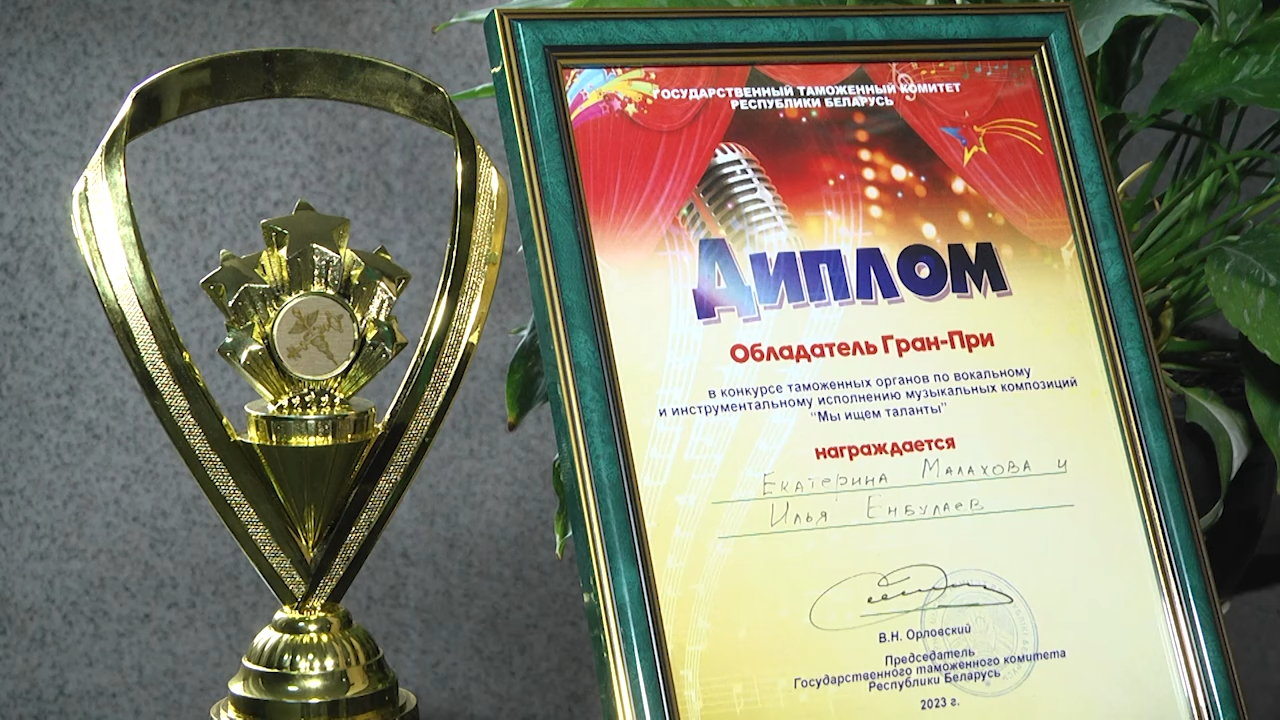 ГОСУДАРСТВЕННЫЙ ТАМОЖЕННЫЙ КОМИТЕТ
РЕСПУБЛИКИ БЕЛАРУСЬ
ДИПЛОМ
Обладатель Гран-При
в конкурсе таможенных органов по вокальному
и инструментальному исполнению музыкальных композиций
"Мы ищем таланты"
награждается
Екатерина Малахова и
Илья Енбулаев
В.Н. Орловский
Председатель
Государственного таможенного комитета
Республики Беларусь
2023 г.